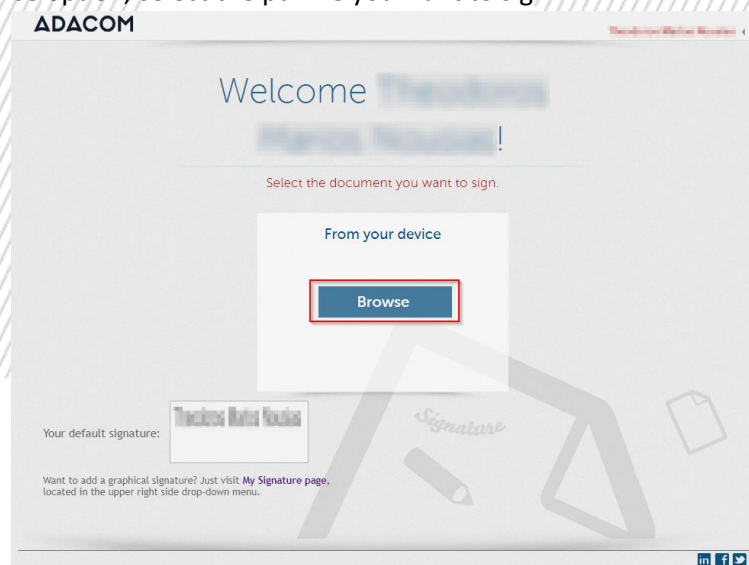 ADACOM
Welcome
!
Select the document you want to sign.
From your device
Browse
Signature
Your default signature:
Want to add a graphical signature? Just visit My Signature page,
located in the upper right side drop-down menu.
in f